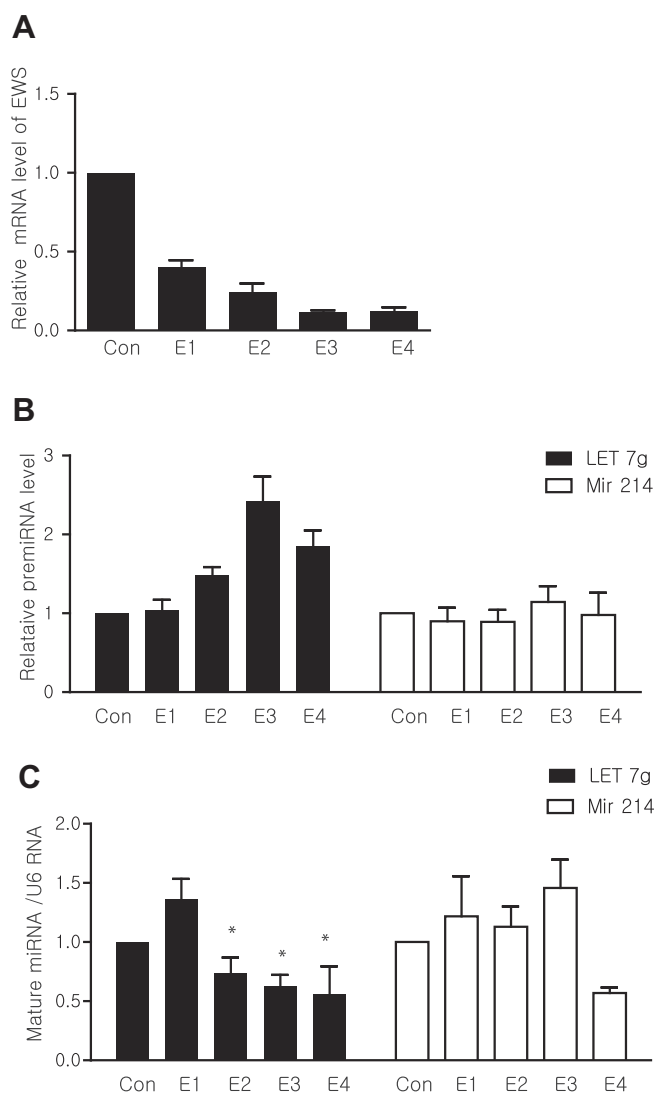 A
Relative mRNA level of EWS
1.5
1.0
0.5
0.0
Con E1 E2 E3 E4
B
Relataive premiRNA level
3
2
1
0
LET 7g
Mir 214
Con E1 E2 E3 E4 Con E1 E2 E3 E4
C
Mature miRNA /U6 RNA
2.0
1.5
1.0
0.5
0.0
LET 7g
Mir 214
* * *
Con E1 E2 E3 E4 Con E1 E2 E3 E4